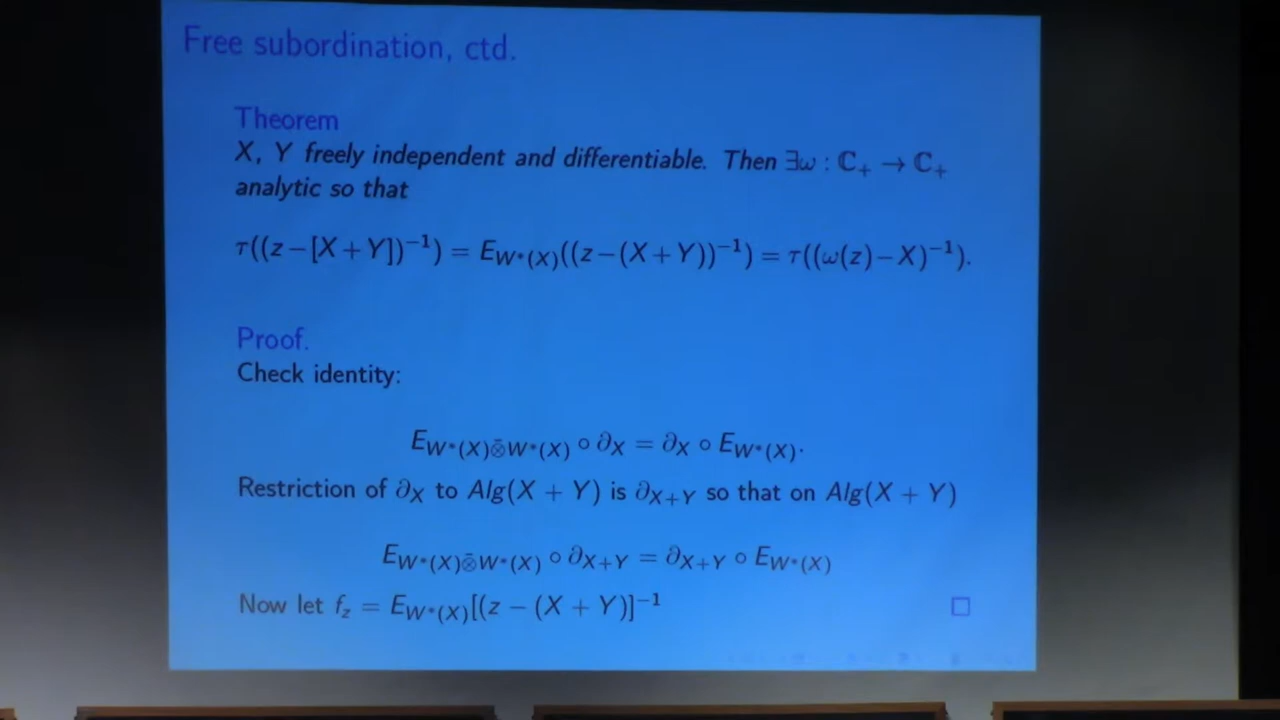 Free subordination, ctd.
Theorem
X, Y freely independent and differentiable. Then ∃ω : ℂ₊ → ℂ₊
analytic so that
τ((z−[X+Y])⁻¹) = E_{W*(X)}((z−(X+Y))⁻¹) = τ((ω(z)−X)⁻¹).
Proof.
Check identity:
E_{W*(X)⊗̄W*(X)} ∘ ∂_X = ∂_X ∘ E_{W*(X)}.
Restriction of ∂_X to Alg(X + Y) is ∂_{X+Y} so that on Alg(X + Y)
E_{W*(X)⊗̄W*(X)} ∘ ∂_{X+Y} = ∂_{X+Y} ∘ E_{W*(X)}
Now let f_z = E_{W*(X)}[(z − (X + Y)]⁻¹ □